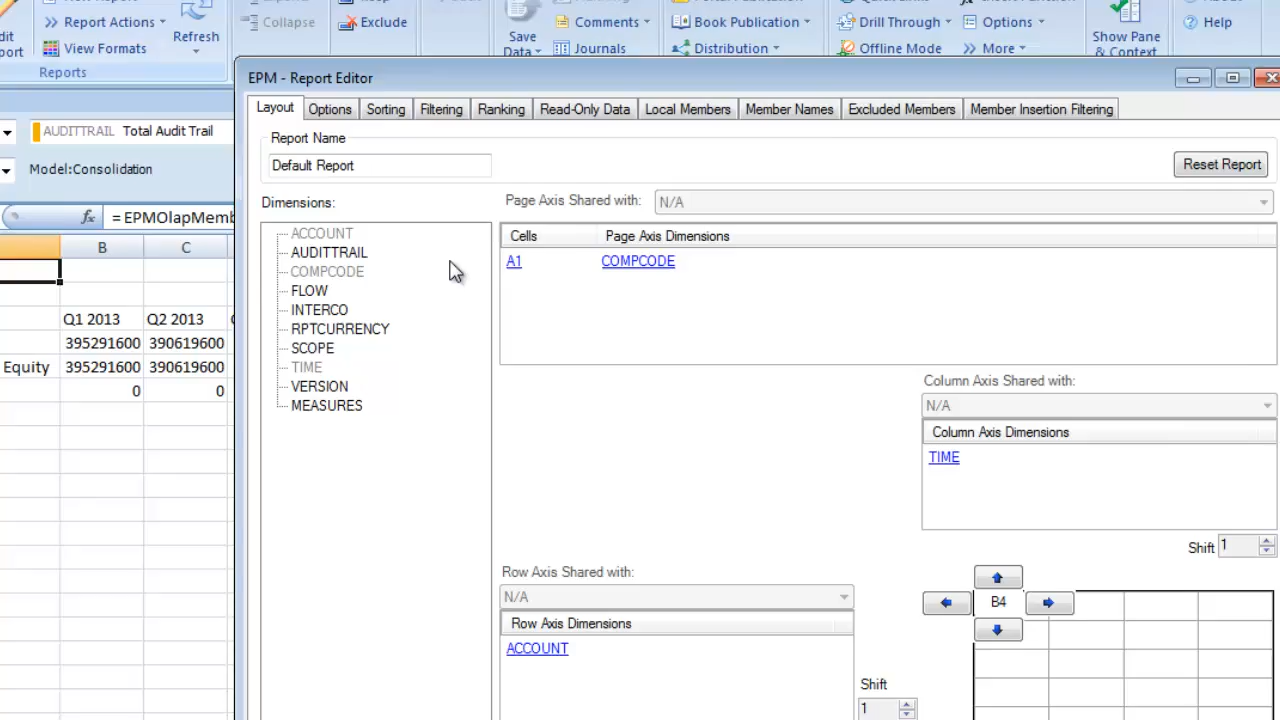 Report Actions
View Formats
Reports
Refresh
Collapse
Keep
Exclude
Save
Data
Comments
Journals
Book Publication
Distribution
Drill Through
Offline Mode
Options
More
Show Pane
& Context
Help
EPM - Report Editor
Layout Options Sorting Filtering Ranking Read-Only Data Local Members Member Names Excluded Members Member Insertion Filtering
AUDITTRAIL Total Audit Trail
Model:Consolidation
fx =EPMOlapMemb
B C
Q1 2013 Q2 2013
395291600 390619600
Equity 395291600 390619600
0 0
Report Name
Default Report
Reset Report
Dimensions:
ACCOUNT
AUDITTRAIL
COMPCODE
FLOW
INTERCO
RPTCURRENCY
SCOPE
TIME
VERSION
MEASURES
Page Axis Shared with: N/A
Cells Page Axis Dimensions
A1 COMPCODE
Column Axis Shared with:
N/A
Column Axis Dimensions
TIME
Shift 1
Row Axis Shared with:
N/A
Row Axis Dimensions
ACCOUNT
Shift
1
B4